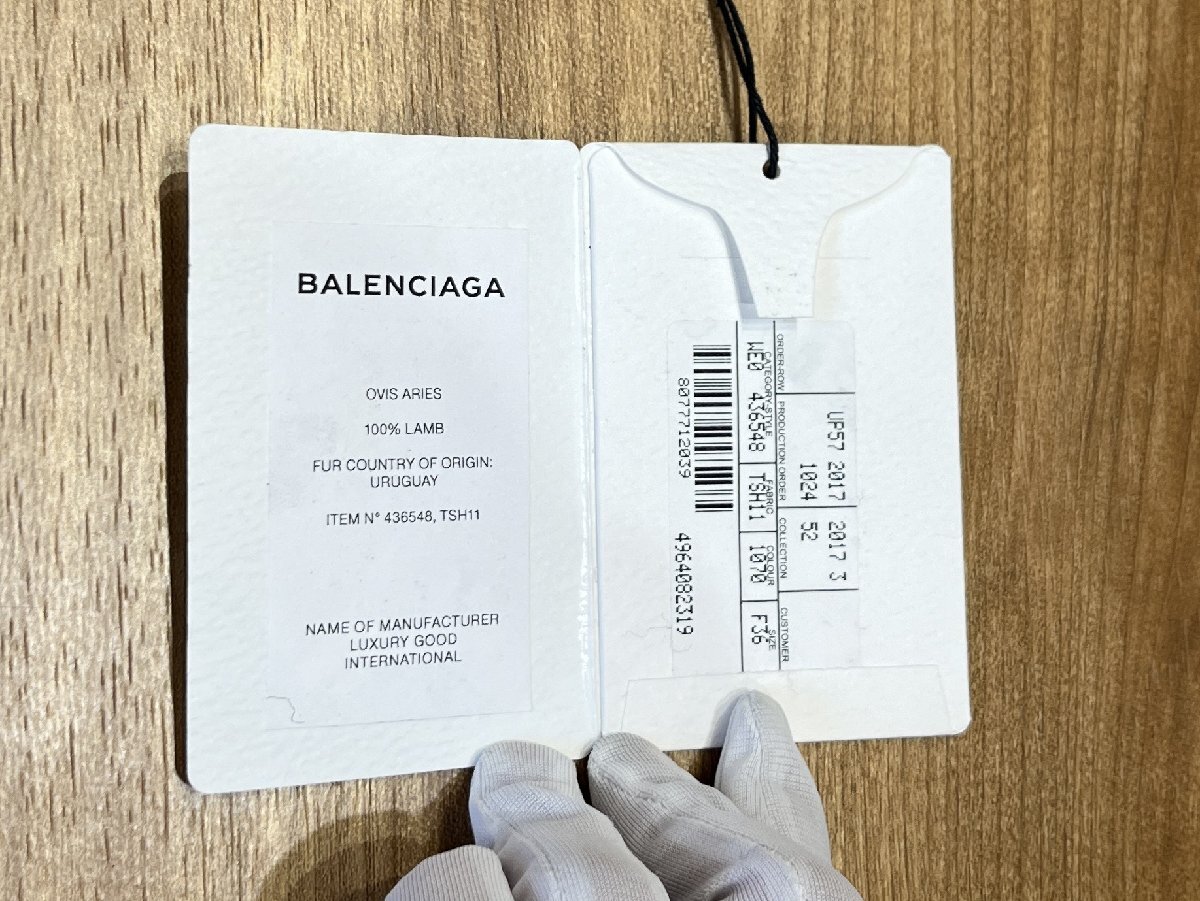 BALENCIAGA
OVIS ARIES
100% LAMB
FUR COUNTRY OF ORIGIN:
URUGUAY
ITEM N° 436548, TSH11
NAME OF MANUFACTURER
LUXURY GOOD
INTERNATIONAL
UP57 2017 2017 3
1024 52
ORDER-ROW PRODUCTION ORDER COLLECTION CUSTOMER
CATEGORY-STYLE FABRIC COLOUR SIZE
WE0 436548 TSH11 1070 F36
8077712039
4964082319